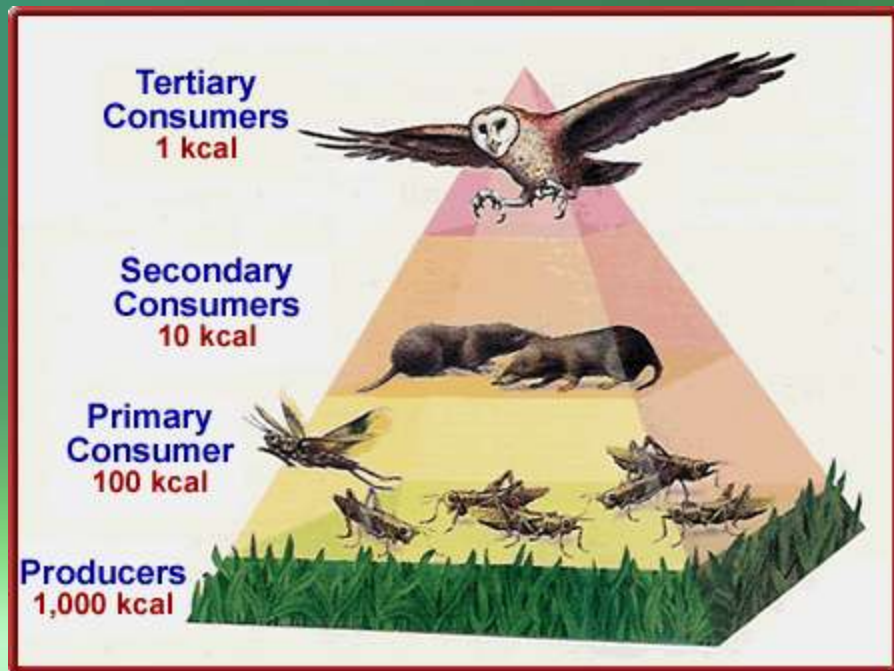 Tertiary
Consumers
1 kcal
Secondary
Consumers
10 kcal
Primary
Consumer
100 kcal
Producers
1,000 kcal